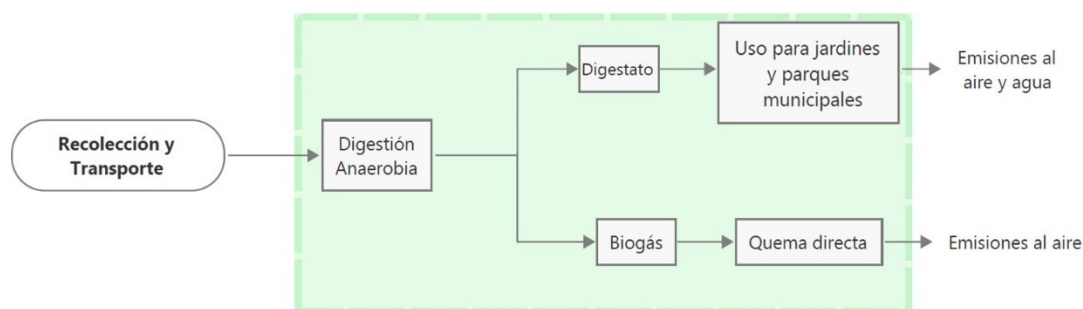 Recolección y
Transporte
Digestión
Anaerobia
Digestato
Uso para jardines
y parques
municipales
Emisiones al
aire y agua
Biogás
Quema directa
Emisiones al aire